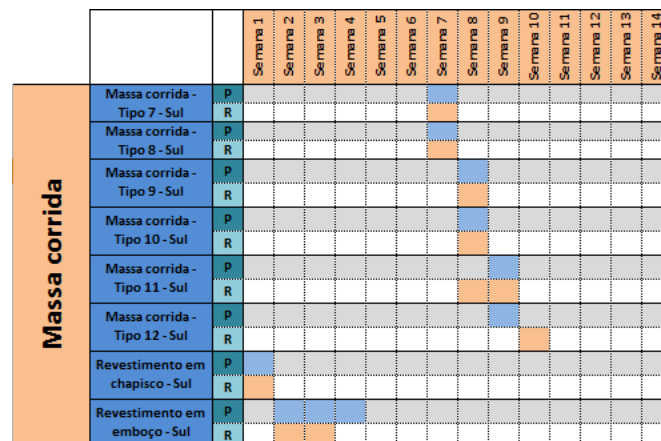 Semana 1
Semana 2
Semana 3
Semana 4
Semana 5
Semana 6
Semana 7
Semana 8
Semana 9
Semana 10
Semana 11
Semana 12
Semana 13
Semana 14
Massa corrida
Massa corrida -
Tipo 7 - Sul
P
R
Massa corrida -
Tipo 8 - Sul
P
R
Massa corrida -
Tipo 9 - Sul
P
R
Massa corrida -
Tipo 10 - Sul
P
R
Massa corrida -
Tipo 11 - Sul
P
R
Massa corrida -
Tipo 12 - Sul
P
R
Revestimento em
chapisco - Sul
P
R
Revestimento em
emboço - Sul
P
R